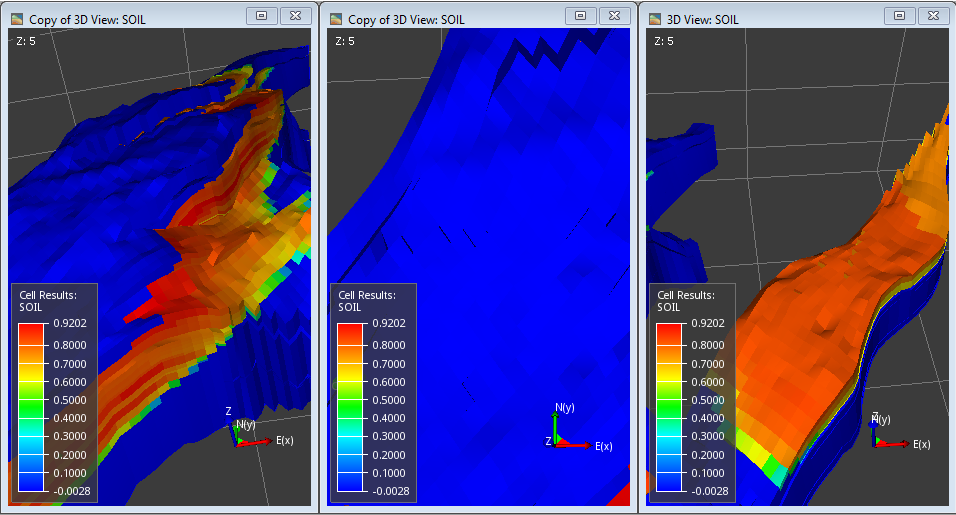 Copy of 3D View: SOIL
Z: 5
Cell Results:
SOIL
0.9202
0.8000
0.7000
0.6000
0.5000
0.4000
0.3000
0.2000
0.1000
-0.0028
Z
N(y)
E(x)
Copy of 3D View: SOIL
Z: 5
Cell Results:
SOIL
0.9202
0.8000
0.7000
0.6000
0.5000
0.4000
0.3000
0.2000
0.1000
-0.0028
N(y)
Z
E(x)
3D View: SOIL
Z: 5
Cell Results:
SOIL
0.9202
0.8000
0.7000
0.6000
0.5000
0.4000
0.3000
0.2000
0.1000
-0.0028
Z
N(y)
E(x)